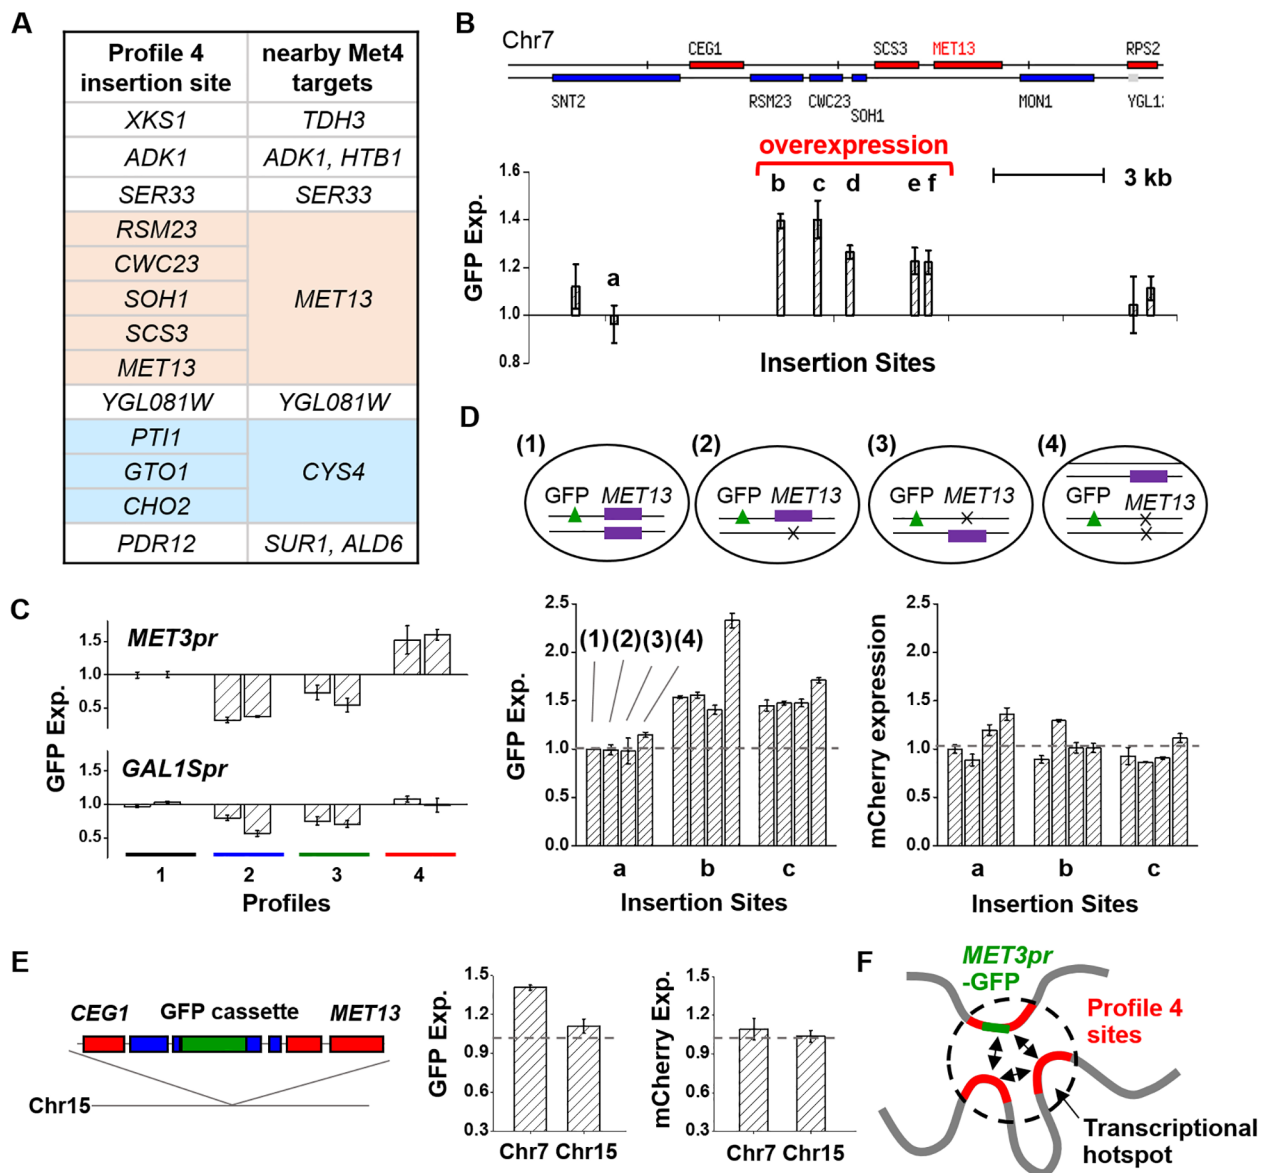 A
Profile 4 insertion site
nearby Met4 targets
XKS1 TDH3
ADK1 ADK1, HTB1
SER33 SER33
RSM23
CWC23
SOH1
SCS3
MET13
MET13
YGL081W YGL081W
PTI1
GTO1
CHO2
CYS4
PDR12 SUR1, ALD6
B
Chr7
CEG1 SCS3 MET13 RPS2
SNT2 RSM23 CWC23 SOH1 MON1
overexpression
3 kb
a b c d e f
GFP Exp.
1.6
1.4
1.2
1.0
0.8
Insertion Sites
C
MET3pr
1.5
1.0
0.5
GFP Exp.
GAL1Spr
1.5
1.0
0.5
1 2 3 4
Profiles
D
(1) (2) (3) (4)
GFP MET13
GFP MET13
GFP MET13
GFP MET13
GFP Exp.
2.5
2.0
1.5
1.0
0.5
0.0
(1) (2) (3) (4)
a b c
Insertion Sites
mCherry expression
2.5
2.0
1.5
1.0
0.5
0.0
a b c
Insertion Sites
E
CEG1 GFP cassette MET13
Chr15
GFP Exp.
1.5
1.2
0.9
0.6
0.3
Chr7 Chr15
mCherry Exp.
1.5
1.2
0.9
0.6
0.3
Chr7 Chr15
F
MET3pr
-GFP
Profile 4
sites
Transcriptional
hotspot